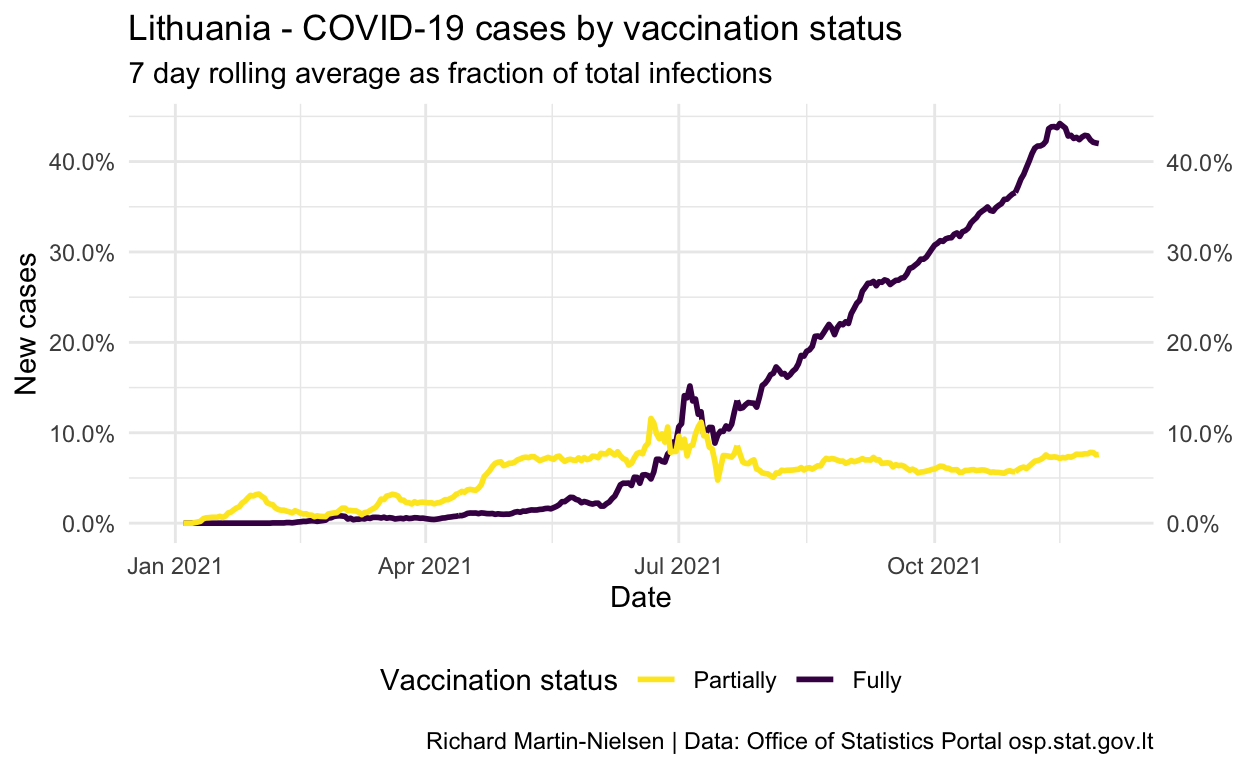 Lithuania - COVID-19 cases by vaccination status
7 day rolling average as fraction of total infections
New cases
40.0%
30.0%
20.0%
10.0%
0.0%
40.0%
30.0%
20.0%
10.0%
0.0%
Jan 2021 Apr 2021 Jul 2021 Oct 2021
Date
Vaccination status Partially Fully
Richard Martin-Nielsen | Data: Office of Statistics Portal osp.stat.gov.lt